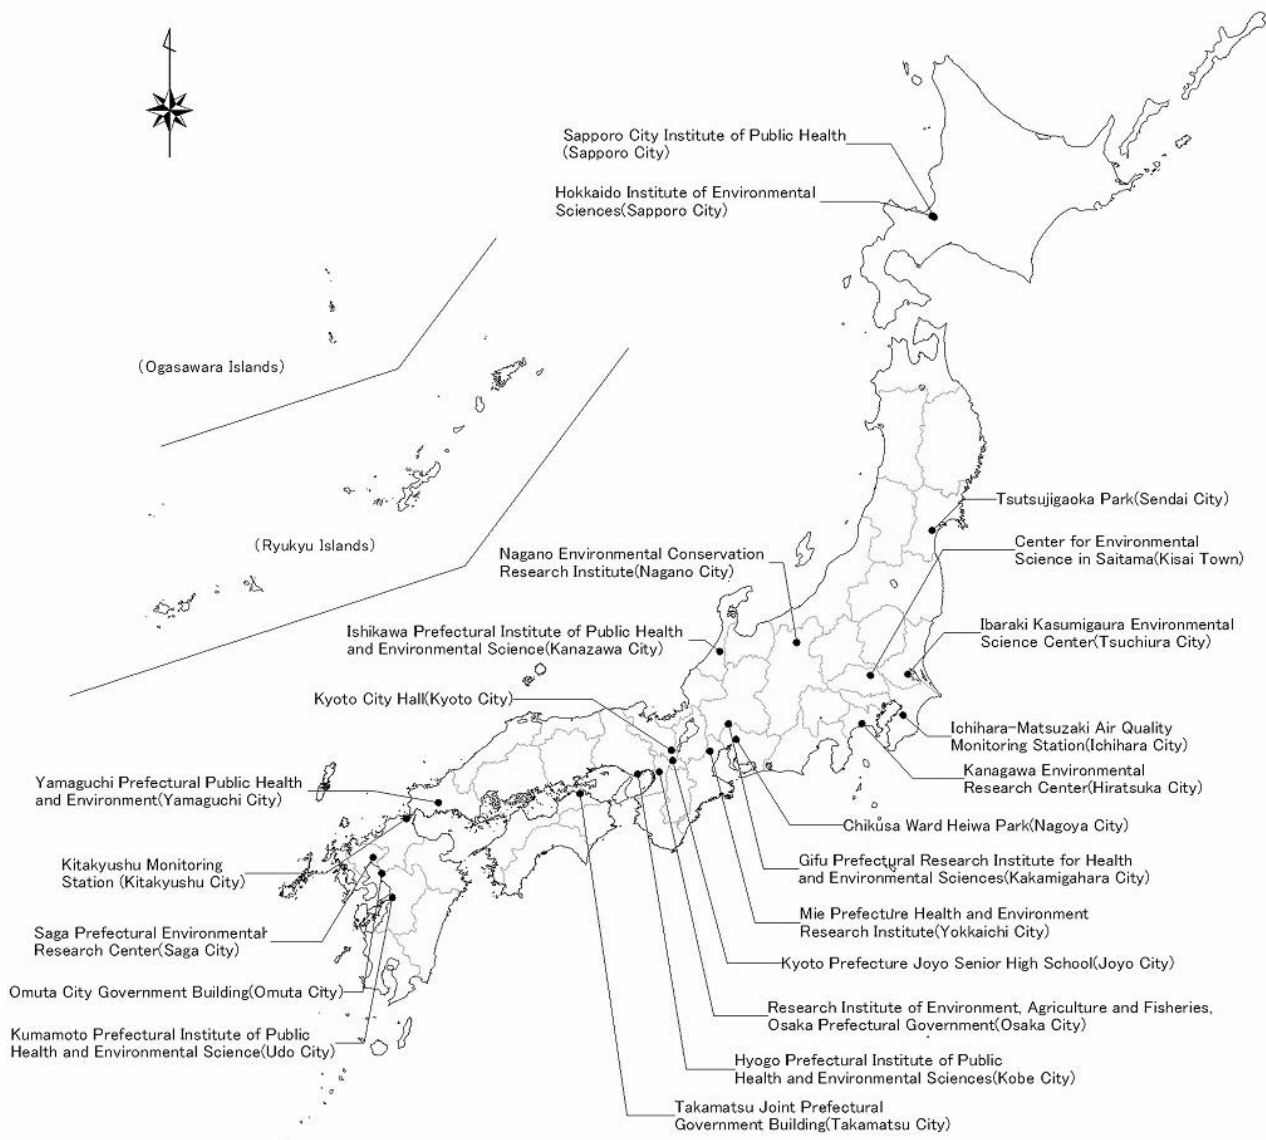 Sapporo City Institute of Public Health
(Sapporo City)
Hokkaido Institute of Environmental
Sciences(Sapporo City)
(Ogasawara Islands)
(Ryukyu Islands)
Tsutsujigaoka Park(Sendai City)
Center for Environmental
Science in Saitama(Kisai Town)
Nagano Environmental Conservation
Research Institute(Nagano City)
Ibaraki Kasumigaura Environmental
Science Center(Tsuchiura City)
Ishikawa Prefectural Institute of Public Health
and Environmental Science(Kanazawa City)
Kyoto City Hall(Kyoto City)
Ichihara-Matsuzaki Air Quality
Monitoring Station(Ichihara City)
Kanagawa Environmental
Research Center(Hiratsuka City)
Yamaguchi Prefectural Public Health
and Environment(Yamaguchi City)
Chikusa Ward Heiwa Park(Nagoya City)
Kitakyushu Monitoring
Station (Kitakyushu City)
Gifu Prefectural Research Institute for Health
and Environmental Sciences(Kakamigahara City)
Mie Prefecture Health and Environment
Research Institute(Yokkaichi City)
Saga Prefectural Environmental
Research Center(Saga City)
Kyoto Prefecture Joyo Senior High School(Joyo City)
Omuta City Government Building(Omuta City)
Research Institute of Environment, Agriculture and Fisheries,
Osaka Prefectural Government(Osaka City)
Kumamoto Prefectural Institute of Public
Health and Environmental Science(Udo City)
Hyogo Prefectural Institute of Public
Health and Environmental Sciences(Kobe City)
Takamatsu Joint Prefectural
Government Building(Takamatsu City)